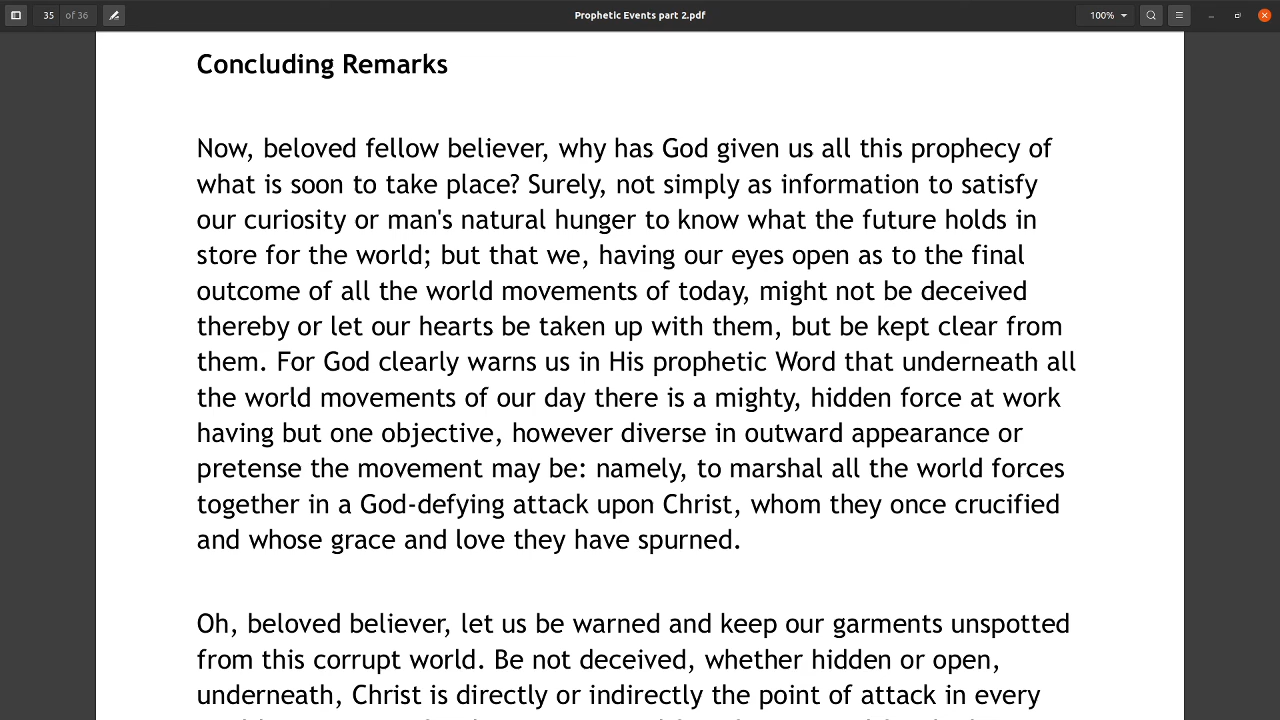 35 of 36
Prophetic Events part 2.pdf
100%
Concluding Remarks
Now, beloved fellow believer, why has God given us all this prophecy of
what is soon to take place? Surely, not simply as information to satisfy
our curiosity or man's natural hunger to know what the future holds in
store for the world; but that we, having our eyes open as to the final
outcome of all the world movements of today, might not be deceived
thereby or let our hearts be taken up with them, but be kept clear from
them. For God clearly warns us in His prophetic Word that underneath all
the world movements of our day there is a mighty, hidden force at work
having but one objective, however diverse in outward appearance or
pretense the movement may be: namely, to marshal all the world forces
together in a God-defying attack upon Christ, whom they once crucified
and whose grace and love they have spurned.
Oh, beloved believer, let us be warned and keep our garments unspotted
from this corrupt world. Be not deceived, whether hidden or open,
underneath, Christ is directly or indirectly the point of attack in every